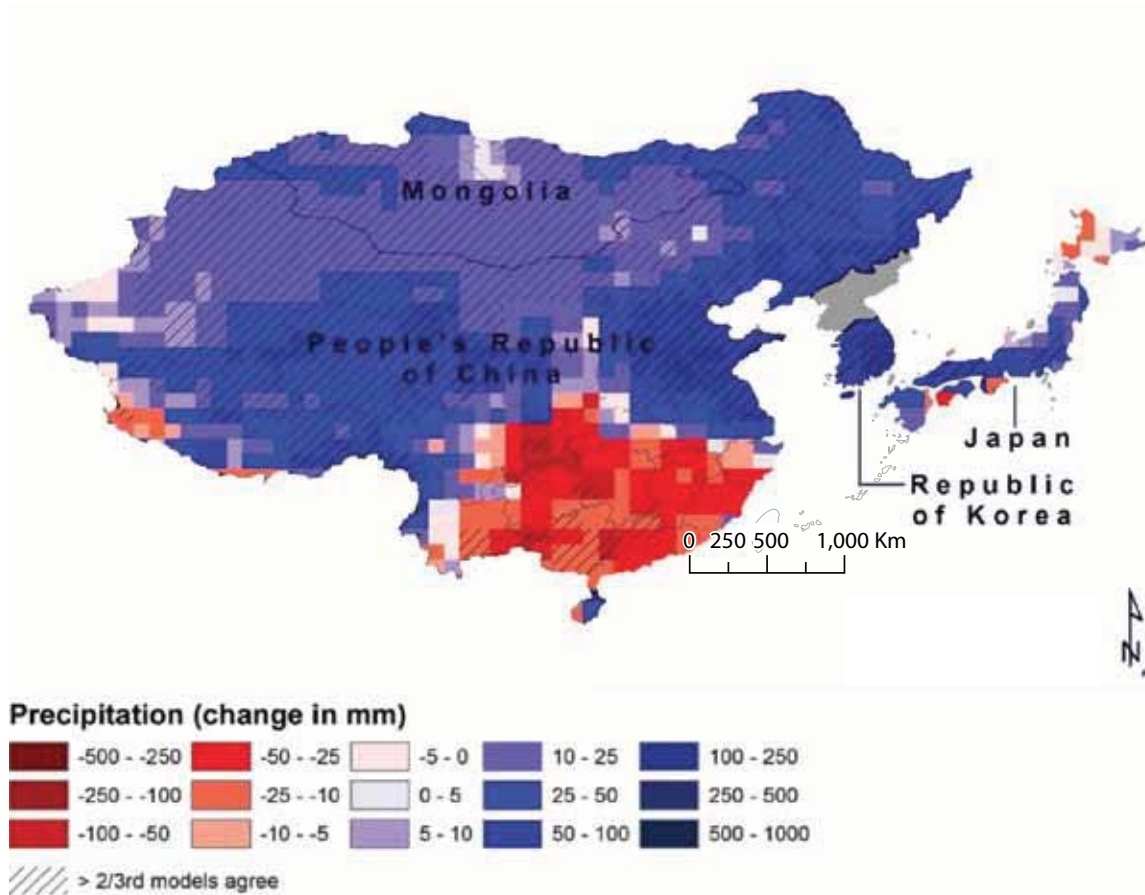 Mongolia
People's Republic
of China
Japan
Republic
of Korea
0 250 500 1,000 Km
N
Precipitation (change in mm)
-500 - -250
-50 - -25
-5 - 0
10 - 25
100 - 250
-250 - -100
-25 - -10
0 - 5
25 - 50
250 - 500
-100 - -50
-10 - -5
5 - 10
50 - 100
500 - 1000
> 2/3rd models agree